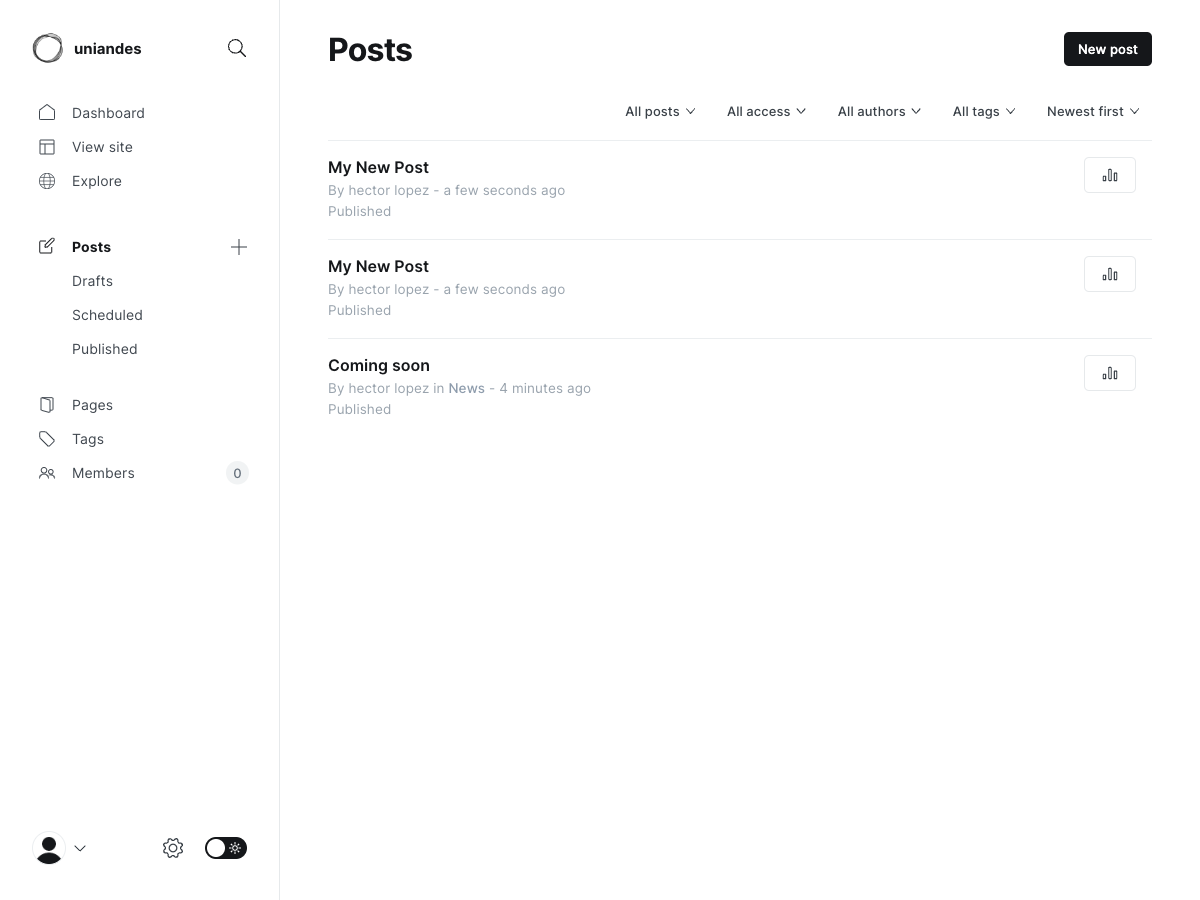 uniandes
Dashboard
View site
Explore
Posts
Drafts
Scheduled
Published
Pages
Tags
Members 0
Posts
New post
All posts All access All authors All tags Newest first
My New Post
By hector lopez - a few seconds ago
Published
My New Post
By hector lopez - a few seconds ago
Published
Coming soon
By hector lopez in News - 4 minutes ago
Published